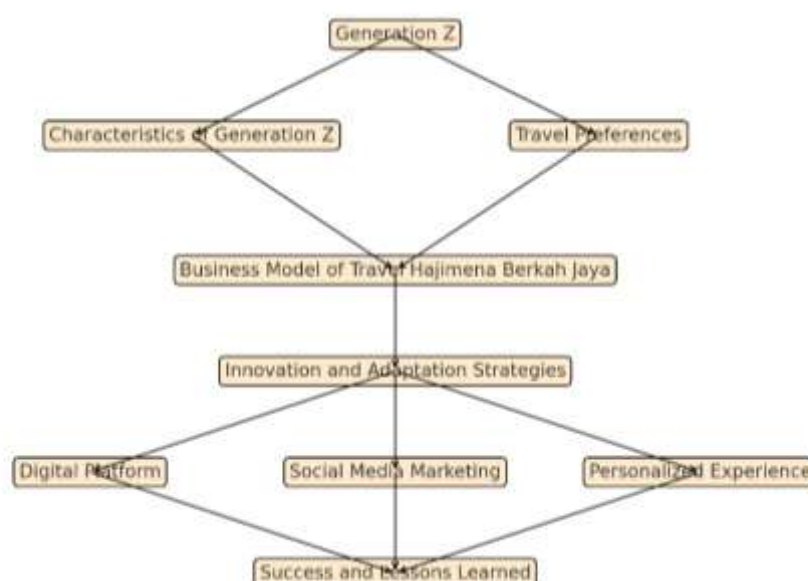 Generation Z
Characteristics of Generation Z
Travel Preferences
Business Model of Travel Hajimena Berkah Jaya
Innovation and Adaptation Strategies
Digital Platform
Social Media Marketing
Personalized Experience
Success and Lessons Learned